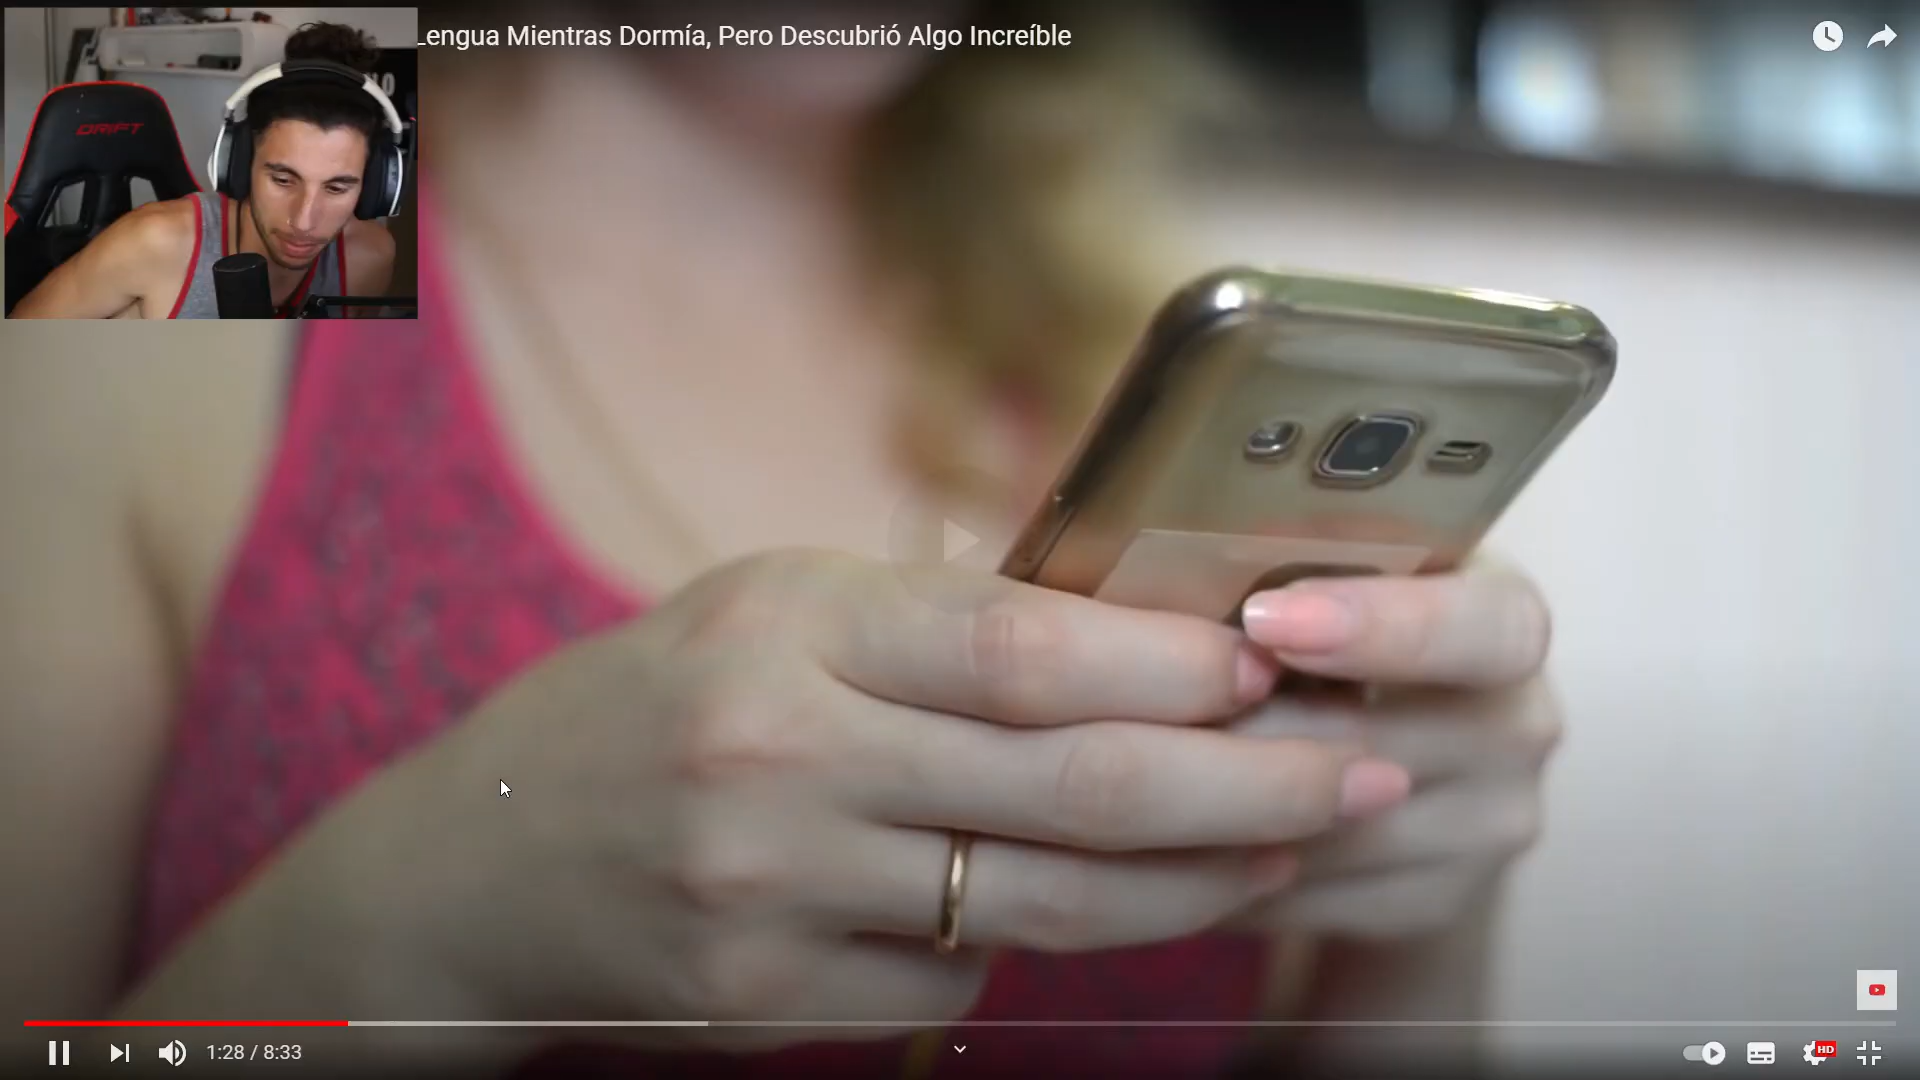 Lengua Mientras Dormía, Pero Descubrió Algo Increíble
DRIFT
1:28 / 8:33
HD